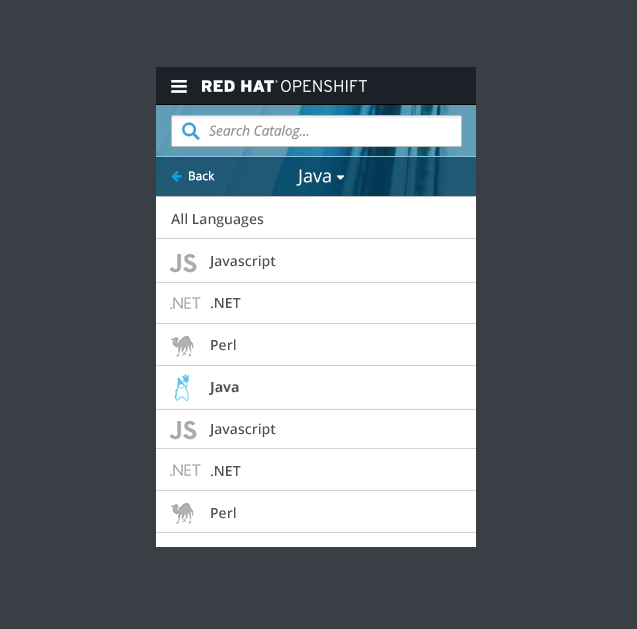 RED HAT OPENSHIFT
Search Catalog...
Back
Java
All Languages
JS Javascript
.NET .NET
Perl
Java
JS Javascript
.NET .NET
Perl